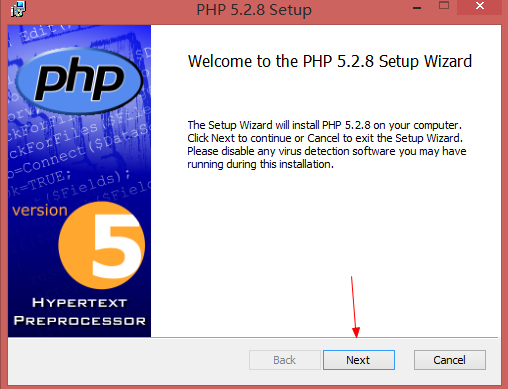 PHP 5.2.8 Setup
Welcome to the PHP 5.2.8 Setup Wizard
The Setup Wizard will install PHP 5.2.8 on your computer.
Click Next to continue or Cancel to exit the Setup Wizard.
Please disable any virus detection software you may have
running during this installation.
php
version
5
HYPERTEXT
PREPROCESSOR
Back
Next
Cancel